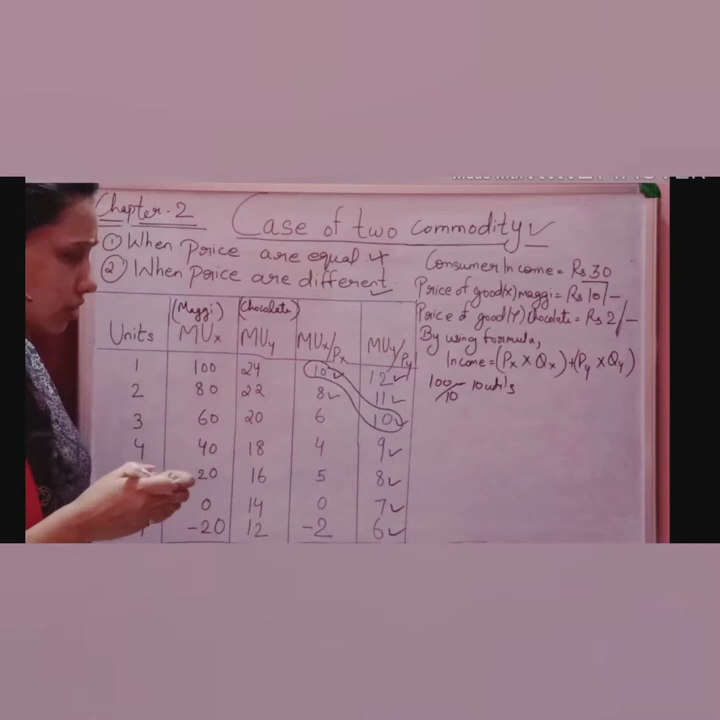 Chapter-2 Case of two commodity
① When Price are equal
② When Price are different.
Consumer Income = Rs 30
Price of good(x) maggi = Rs 10/-
Price of good(Y) Chocolate = Rs 2/-
By using formula,
Income = (Px X Qx) + (Py X Qy)
100/10 - 10 utils
Units (Maggi) MUx (Chocolate) MUy MUx/Px MUy/Py
1 100 24 10 12
2 80 22 8 11
3 60 20 6 10
4 40 18 4 9
20 16 5 8
0 14 0 7
-20 12 -2 6